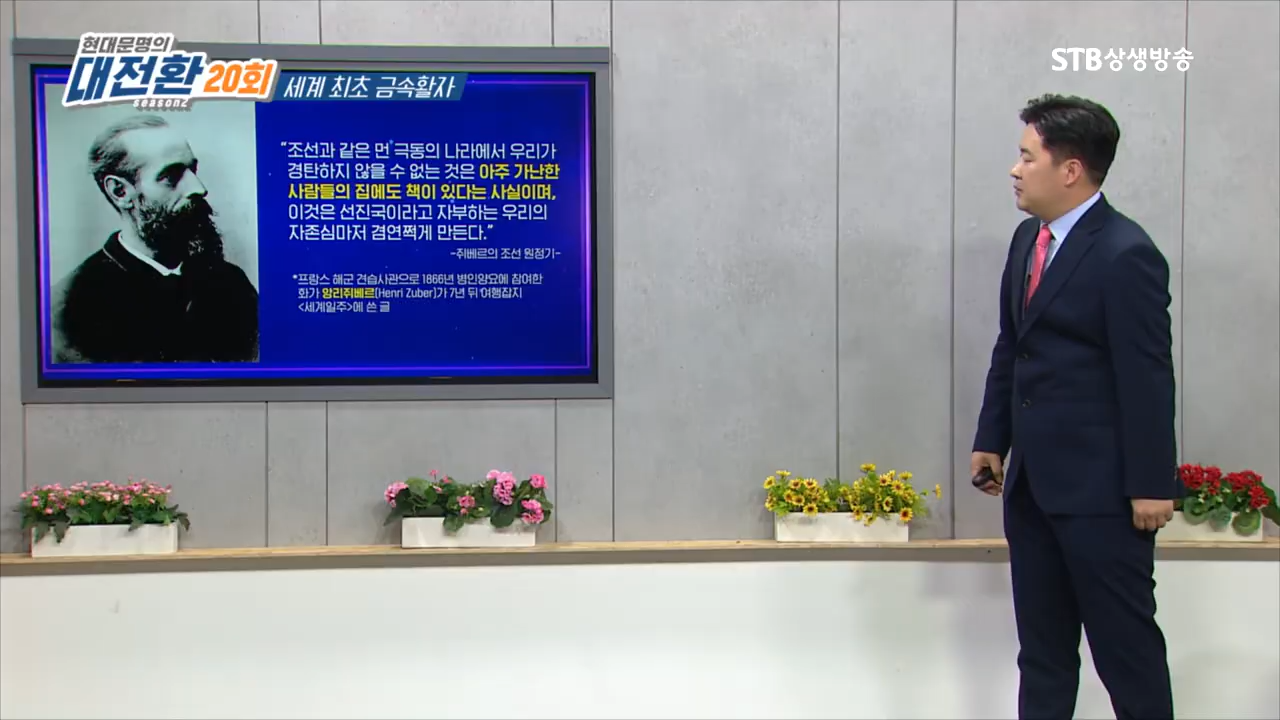 현대문명의
대전환 20회
season2
세계 최초 금속활자
STB상생방송
“조선과 같은 먼 극동의 나라에서 우리가
경탄하지 않을 수 없는 것은 아주 가난한
사람들의 집에도 책이 있다는 사실이며,
이것은 선진국이라고 자부하는 우리의
자존심마저 겸연쩍게 만든다.”
-쥐베르의 조선 원정기-
*프랑스 해군 견습사관으로 1866년 병인양요에 참여한
화가 앙리쥐베르(Henri Zuber)가 7년 뒤 여행잡지
<세계일주>에 쓴 글